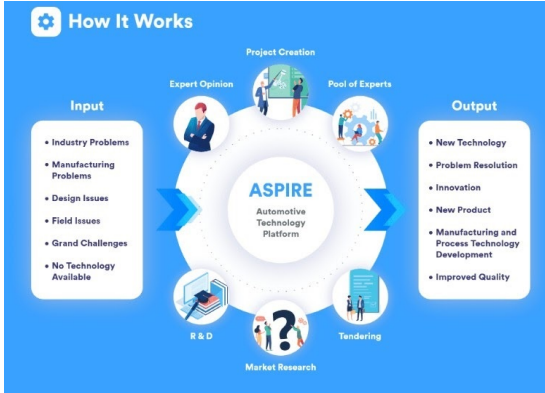 How It Works
Project Creation
Expert Opinion
Pool of Experts
Input
Output
• Industry Problems
• Manufacturing
Problems
• Design Issues
• Field Issues
• Grand Challenges
• No Technology
Available
ASPIRE
Automotive
Technology
Platform
• New Technology
• Problem Resolution
• Innovation
• New Product
• Manufacturing and
Process Technology
Development
• Improved Quality
R & D
Tendering
Market Research